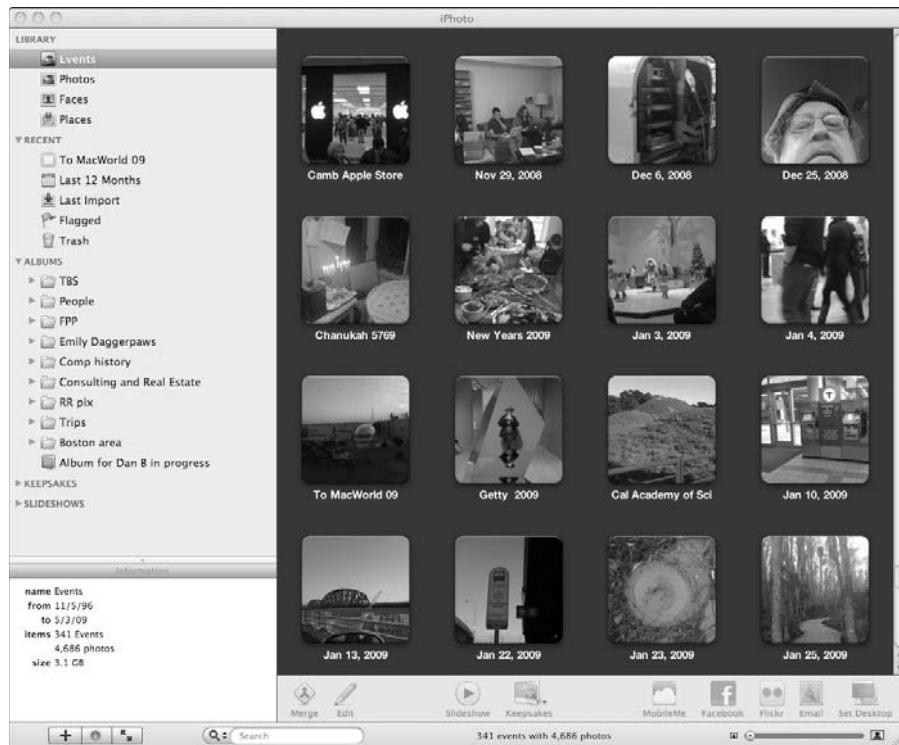 iPhoto
LIBRARY
Events
Photos
Faces
Places
RECENT
To MacWorld 09
Last 12 Months
Last Import
Flagged
Trash
ALBUMS
TBS
People
FPP
Emily Daggerpaws
Comp history
Consulting and Real Estate
RR pix
Trips
Boston area
Album for Dan B in progress
KEEPSAKES
SLIDESHOWS
Information
name Events
from 11/5/96
to 5/3/09
items 341 Events
4,686 photos
size 3.1 GB
Camb Apple Store
Nov 29, 2008
Dec 6, 2008
Dec 25, 2008
Chanukah 5769
New Years 2009
Jan 3, 2009
Jan 4, 2009
To MacWorld 09
Getty 2009
Cal Academy of Sci
T
Jan 10, 2009
Jan 13, 2009
Jan 22, 2009
Jan 23, 2009
Jan 25, 2009
Merge
Edit
Slideshow
Keepsakes
MobileMe
Facebook
Flickr
Email
Set Desktop
Search
341 events with 4,686 photos